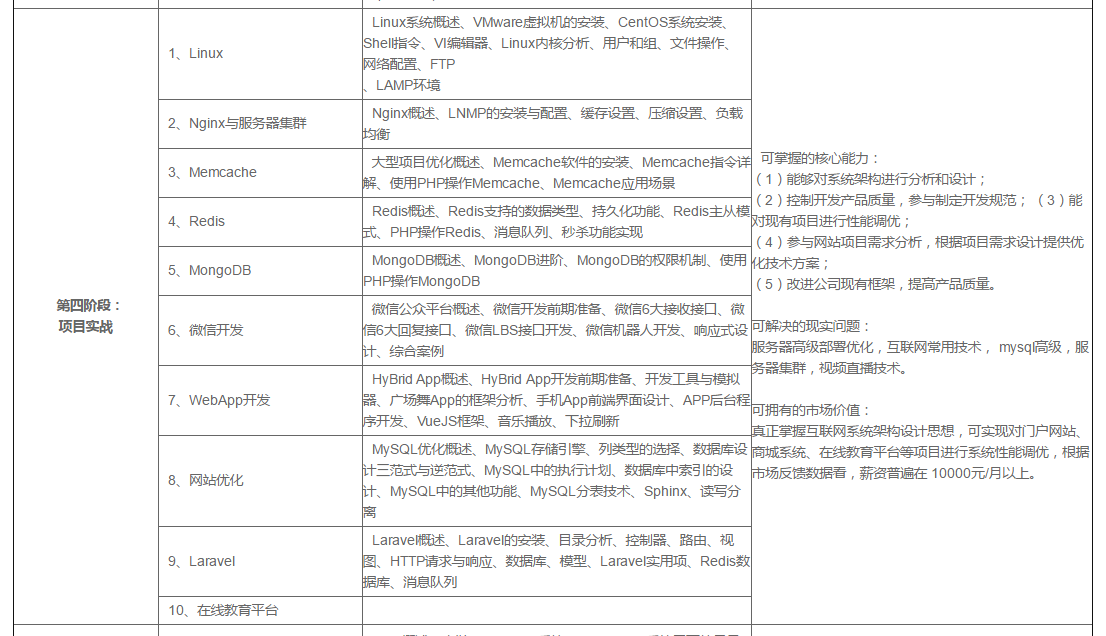 第四阶段：
项目实战
1、Linux
Linux系统概述、VMware虚拟机的安装、CentOS系统安装、
Shell指令、VI编辑器、Linux内核分析、用户和组、文件操作、
网络配置、FTP
、LAMP环境
2、Nginx与服务器集群
Nginx概述、LNMP的安装与配置、缓存设置、压缩设置、负载
均衡
3、Memcache
大型项目优化概述、Memcache软件的安装、Memcache指令详
解、使用PHP操作Memcache、Memcache应用场景
4、Redis
Redis概述、Redis支持的数据类型、持久化功能、Redis主从模
式、PHP操作Redis、消息队列、秒杀功能实现
5、MongoDB
MongoDB概述、MongoDB进阶、MongoDB的权限机制、使用
PHP操作MongoDB
6、微信开发
微信公众平台概述、微信开发前期准备、微信6大接收接口、微
信6大回复接口、微信LBS接口开发、微信机器人开发、响应式设
计、综合案例
7、WebApp开发
HyBrid App概述、HyBrid App开发前期准备、开发工具与模拟
器、广场舞App的框架分析、手机App前端界面设计、APP后台程
序开发、VueJS框架、音乐播放、下拉刷新
8、网站优化
MySQL优化概述、MySQL存储引擎、列类型的选择、数据库设
计三范式与逆范式、MySQL中的执行计划、数据库中索引的设
计、MySQL中的其他功能、MySQL分表技术、Sphinx、读写分
离
9、Laravel
Laravel概述、Laravel的安装、目录分析、控制器、路由、视
图、HTTP请求与响应、数据库、模型、Laravel实用项、Redis数
据库、消息队列
10、在线教育平台
可掌握的核心能力：
（1）能够对系统架构进行分析和设计；
（2）控制开发产品质量，参与制定开发规范； （3）能
对现有项目进行性能调优；
（4）参与网站项目需求分析，根据项目需求设计提供优
化技术方案；
（5）改进公司现有框架，提高产品质量。
可解决的现实问题：
服务器高级部署优化，互联网常用技术， mysql高级，服
务器集群，视频直播技术。
可拥有的市场价值：
真正掌握互联网系统架构设计思想，可实现对门户网站、
商城系统、在线教育平台等项目进行系统性能调优，根据
市场反馈数据看，薪资普遍在 10000元/月以上。